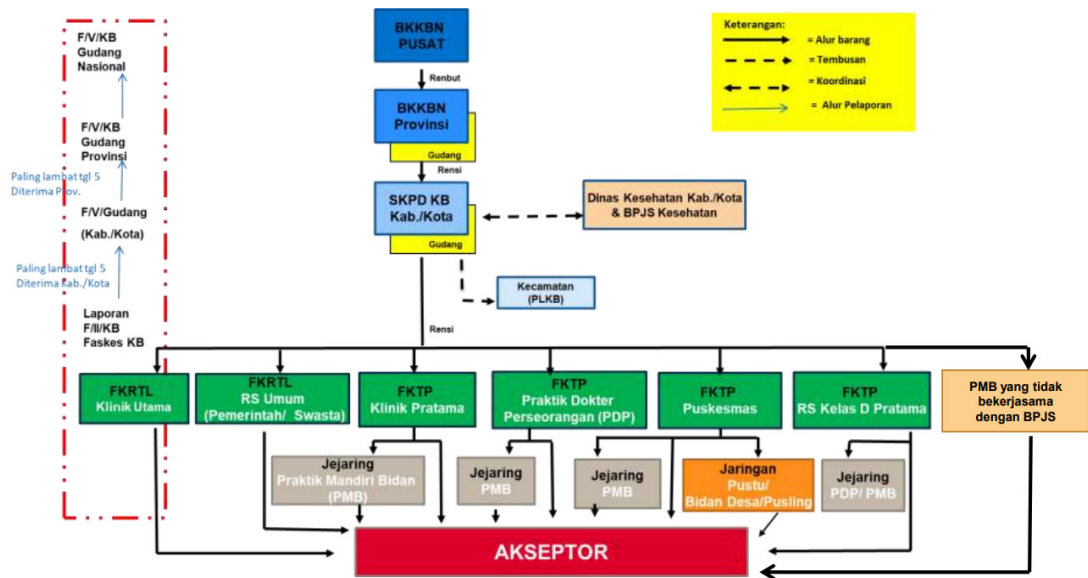 F/V/KB
Gudang
Nasional
F/V/KB
Gudang
Provinsi
Paling lambat tgl 5
Diterima Prov.
F/V/Gudang
(Kab./Kota)
Paling lambat tgl 5
Diterima Kab./Kota
Laporan
F/II/KB
Faskes KB
BKKBN
PUSAT
Renbut
BKKBN
Provinsi
Gudang
Rensi
SKPD KB
Kab./Kota
Gudang
Dinas Kesehatan Kab./Kota
& BPJS Kesehatan
Kecamatan
(PLKB)
Rensi
Keterangan:
= Alur barang
= Tembusan
= Koordinasi
= Alur Pelaporan
FKRTL
Klinik Utama
FKRTL
RS Umum
(Pemerintah/ Swasta)
FKTP
Klinik Pratama
FKTP
Praktik Dokter
Perseorangan (PDP)
FKTP
Puskesmas
FKTP
RS Kelas D Pratama
PMB yang tidak
bekerjasama
dengan BPJS
Jejaring
Praktik Mandiri Bidan
(PMB)
Jejaring
PMB
Jejaring
PMB
Jaringan
Pustu/
Bidan Desa/Pusling
Jejaring
PDP/ PMB
AKSEPTOR